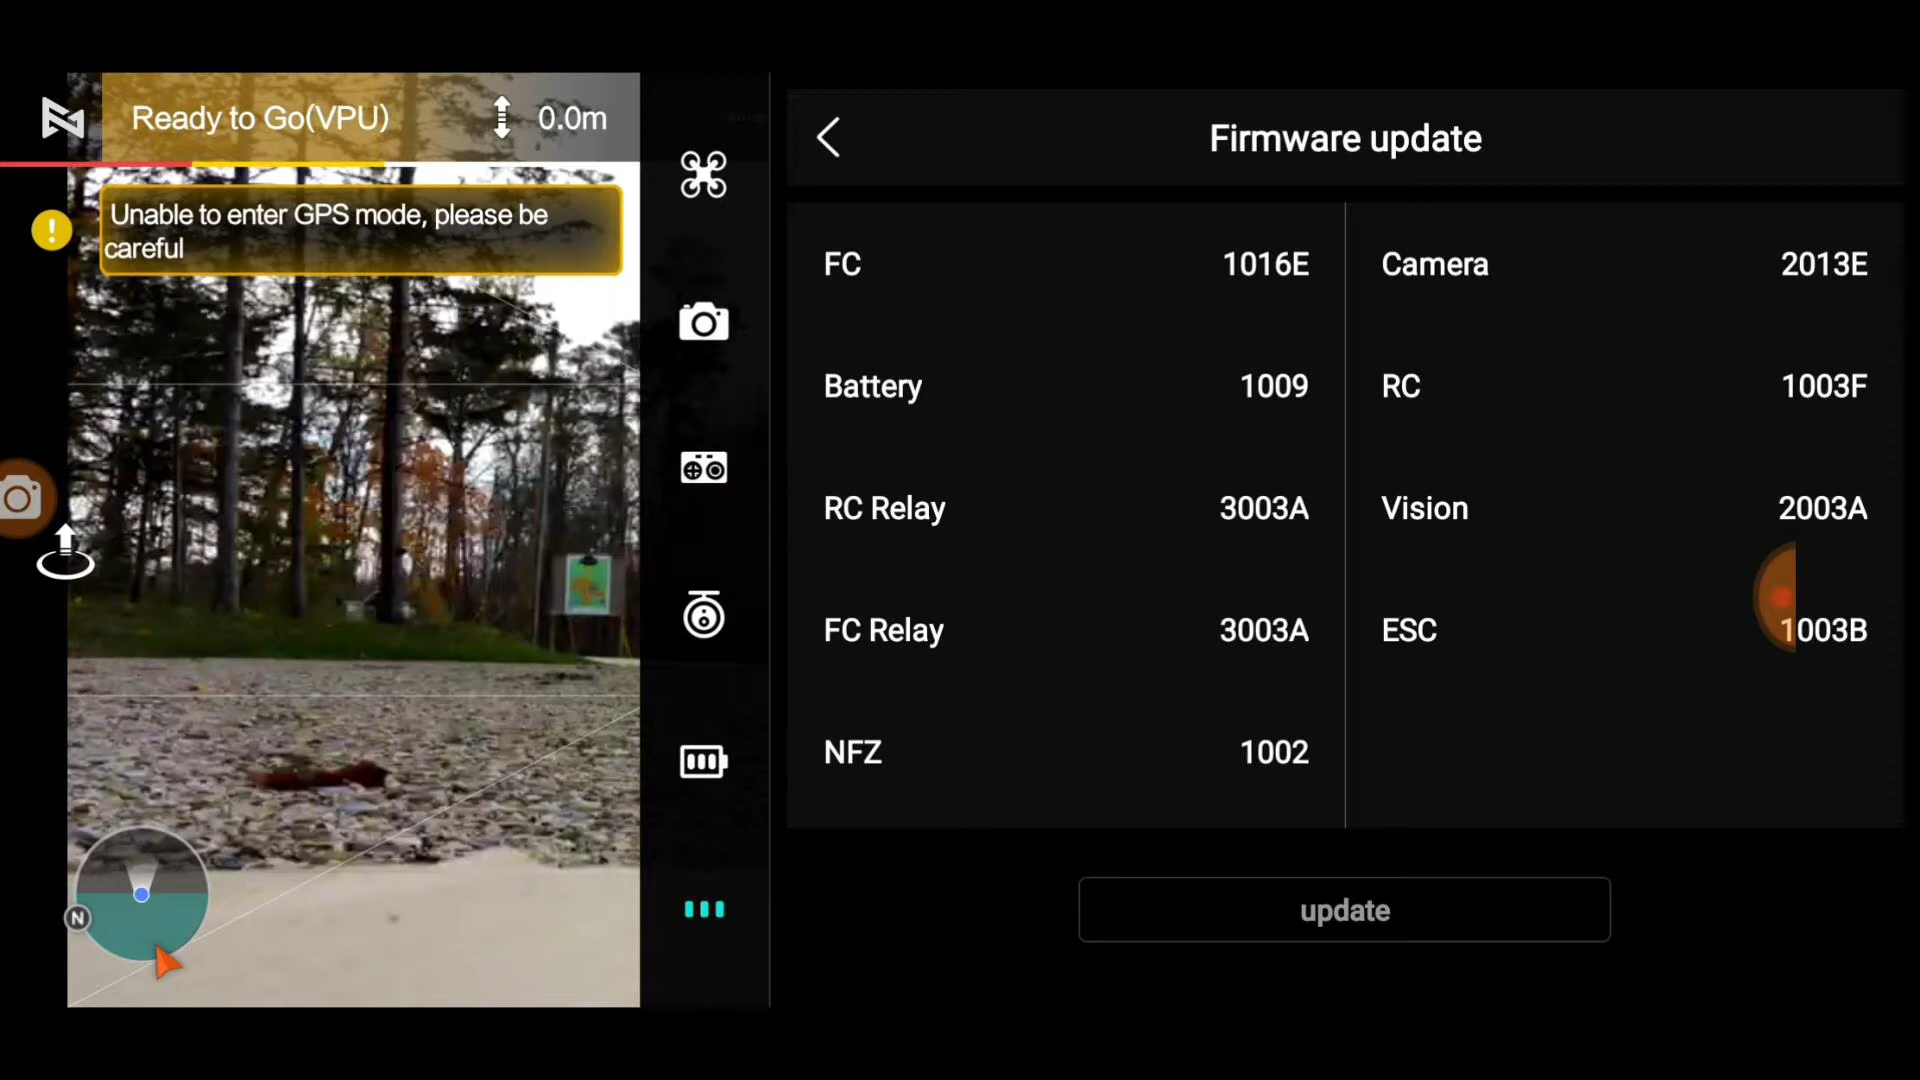 Ready to Go(VPU) 0.0m
Unable to enter GPS mode, please be
careful
N
Firmware update
FC 1016E
Camera 2013E
Battery 1009
RC 1003F
RC Relay 3003A
Vision 2003A
FC Relay 3003A
ESC 1003B
NFZ 1002
update